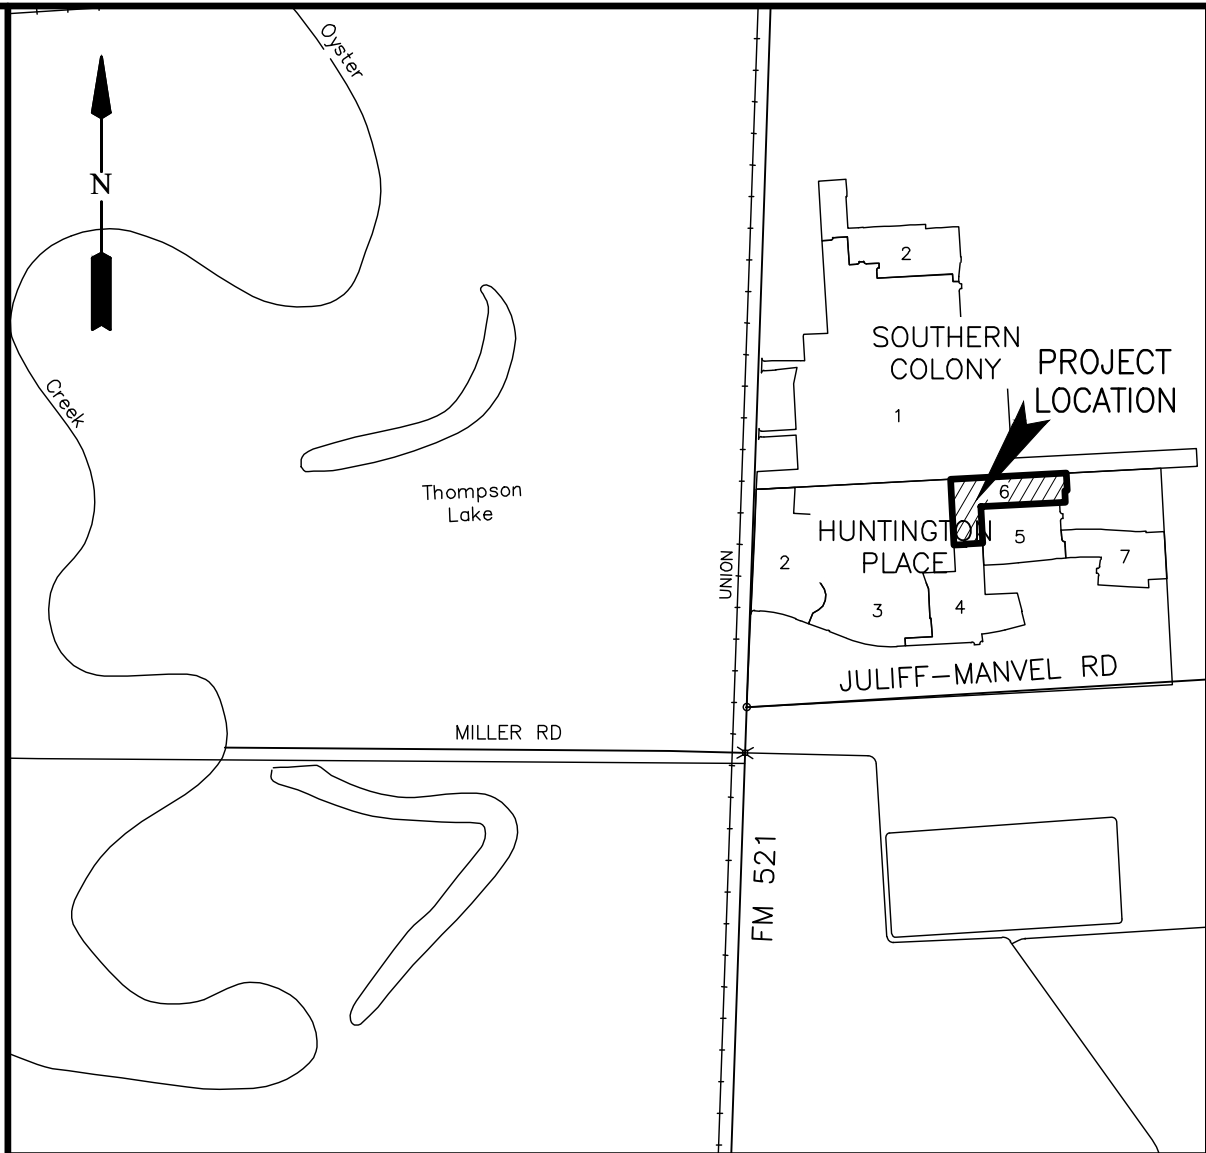 Oyster
N
2
SOUTHERN
COLONY
PROJECT
LOCATION
Creek
1
Thompson
Lake
6
HUNTINGTON
PLACE
5
2
7
UNION
3
4
JULIFF-MANVEL RD
MILLER RD
FM 521